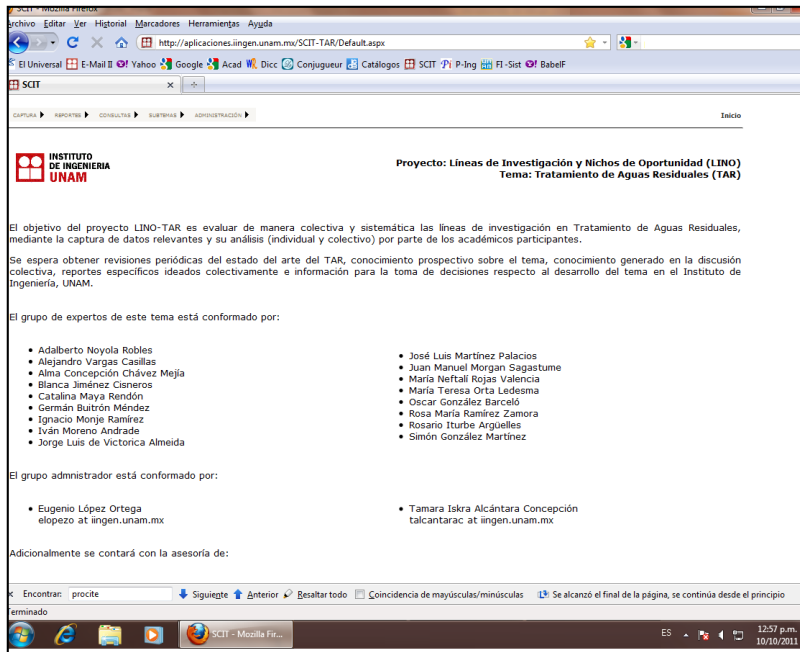 SCIT - Mozilla Firefox
Archivo Editar Ver Historial Marcadores Herramientas Ayuda
http://aplicaciones.iingen.unam.mx/SCIT-TAR/Default.aspx
El Universal E-Mail II Yahoo Google Acad Dicc Conjugueur Catálogos SCIT P-Ing FI-Sist BabelF
SCIT
CAPTURA REPORTES CONSULTAS SUBTEMAS ADMINISTRACIÓN Inicio
INSTITUTO
DE INGENIERIA
UNAM
Proyecto: Líneas de Investigación y Nichos de Oportunidad (LINO)
Tema: Tratamiento de Aguas Residuales (TAR)
El objetivo del proyecto LINO-TAR es evaluar de manera colectiva y sistemática las líneas de investigación en Tratamiento de Aguas Residuales,
mediante la captura de datos relevantes y su análisis (individual y colectivo) por parte de los académicos participantes.
Se espera obtener revisiones periódicas del estado del arte del TAR, conocimiento prospectivo sobre el tema, conocimiento generado en la discusión
colectiva, reportes específicos ideados colectivamente e información para la toma de decisiones respecto al desarrollo del tema en el Instituto de
Ingeniería, UNAM.
El grupo de expertos de este tema está conformado por:
• Adalberto Noyola Robles
• Alejandro Vargas Casillas
• Alma Concepción Chávez Mejía
• Blanca Jiménez Cisneros
• Catalina Maya Rendón
• Germán Buitrón Méndez
• Ignacio Monje Ramírez
• Iván Moreno Andrade
• Jorge Luis de Victorica Almeida
• José Luis Martínez Palacios
• Juan Manuel Morgan Sagastume
• María Neftalí Rojas Valencia
• María Teresa Orta Ledesma
• Oscar González Barceló
• Rosa María Ramírez Zamora
• Rosario Iturbe Argüelles
• Simón González Martínez
El grupo admnistrador está conformado por:
• Eugenio López Ortega
elopezo at iingen.unam.mx
• Tamara Iskra Alcántara Concepción
talcantarac at iingen.unam.mx
Adicionalmente se contará con la asesoría de:
× Encontrar: procite Siguiente Anterior Resaltar todo Coincidencia de mayúsculas/minúsculas Se alcanzó el final de la página, se continúa desde el principio
Terminado
SCIT - Mozilla Fir... ES 12:57 p.m.
10/10/2011